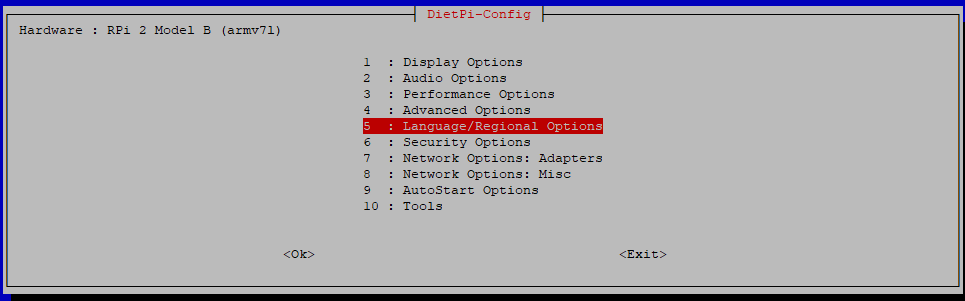 DietPi-Config
Hardware : RPi 2 Model B (armv7l)
1 : Display Options
2 : Audio Options
3 : Performance Options
4 : Advanced Options
5 : Language/Regional Options
6 : Security Options
7 : Network Options: Adapters
8 : Network Options: Misc
9 : AutoStart Options
10 : Tools
<Ok> <Exit>